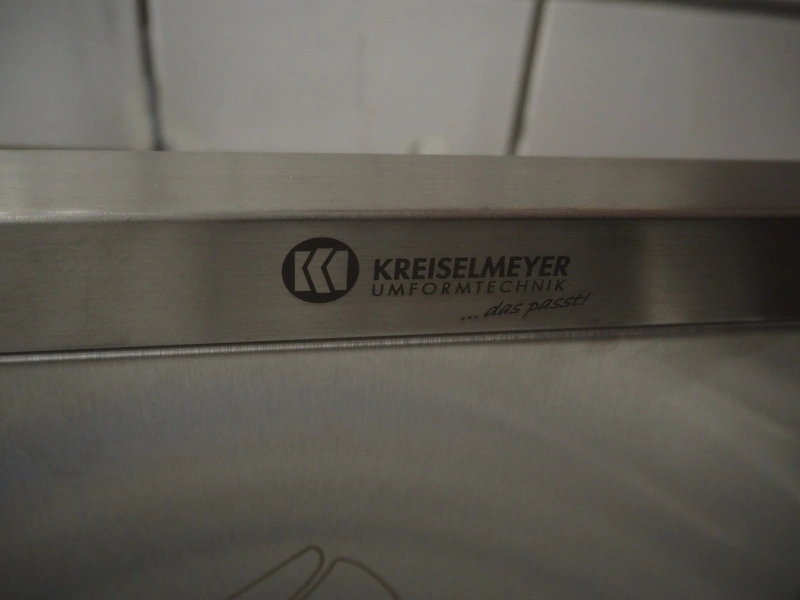 KREISELMEYER
UMFORMTECHNIK
... das passt!